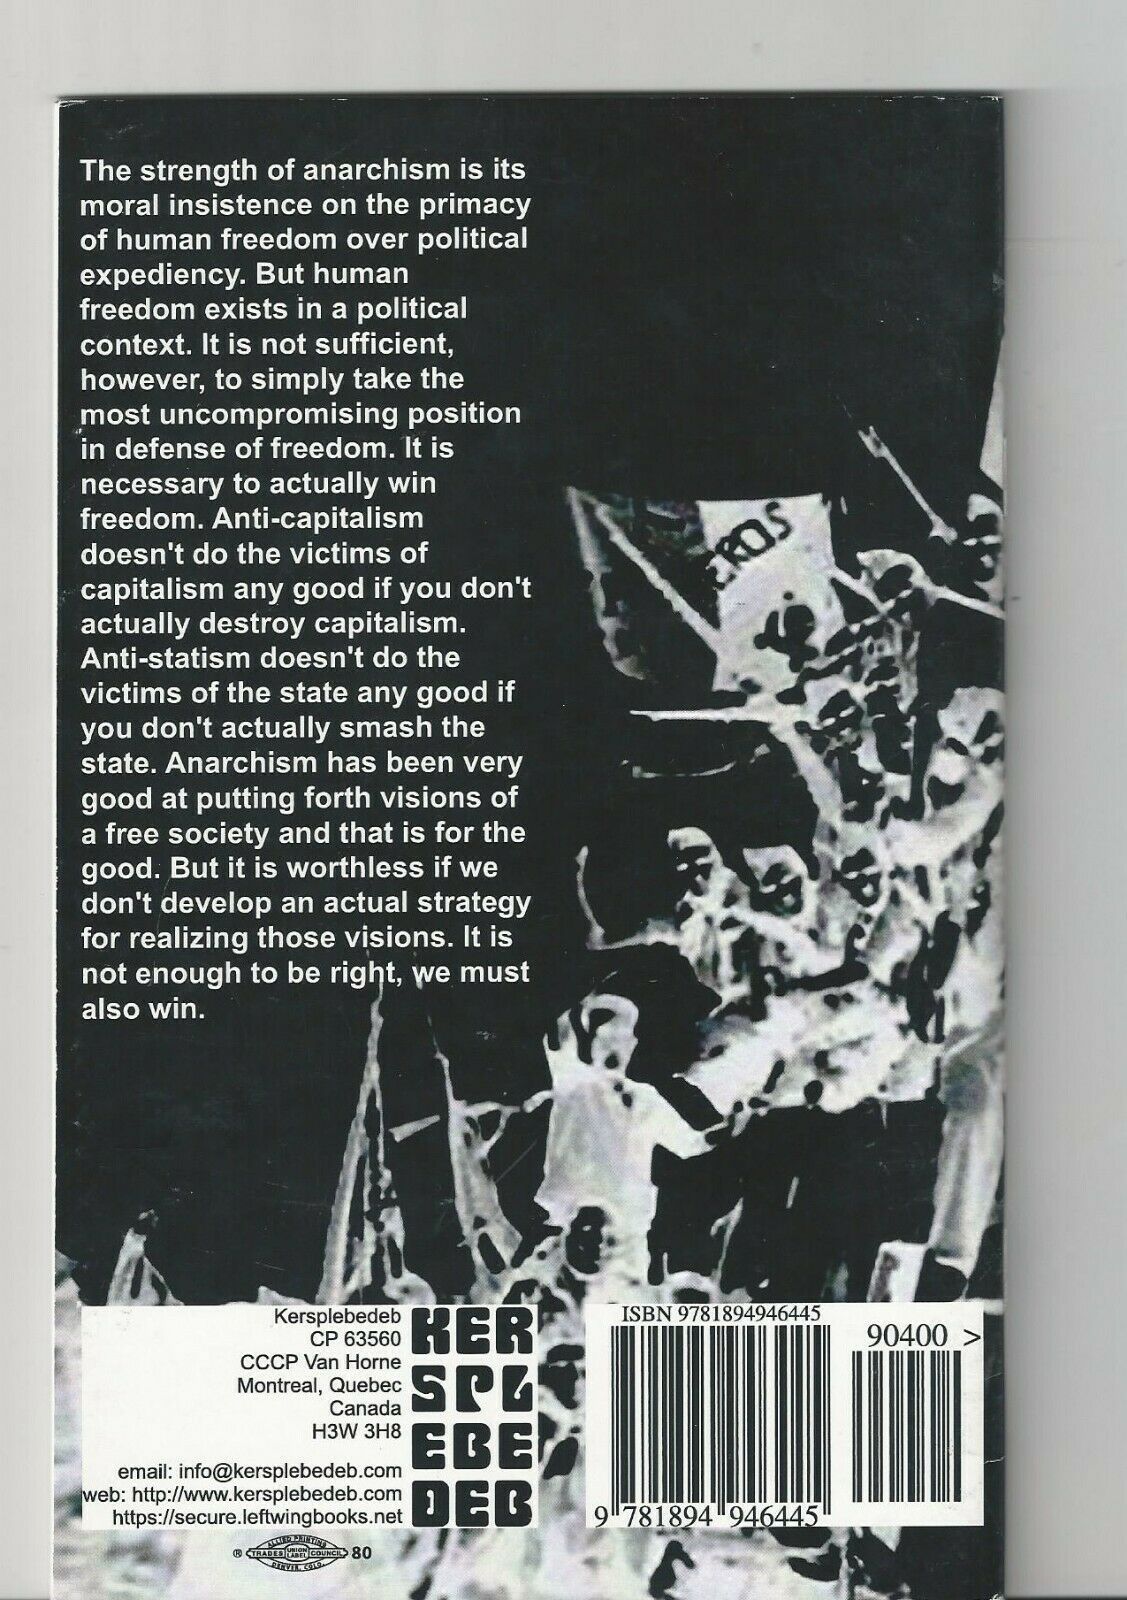 The strength of anarchism is its
moral insistence on the primacy
of human freedom over political
expediency. But human
freedom exists in a political
context. It is not sufficient,
however, to simply take the
most uncompromising position
in defense of freedom. It is
necessary to actually win
freedom. Anti-capitalism
doesn't do the victims of
capitalism any good if you don't
actually destroy capitalism.
Anti-statism doesn't do the
victims of the state any good if
you don't actually smash the
state. Anarchism has been very
good at putting forth visions of
a free society and that is for the
good. But it is worthless if we
don't develop an actual strategy
for realizing those visions. It is
not enough to be right, we must
also win.
Kersplebedeb
CP 63560
CCCP Van Horne
Montreal, Quebec
Canada
H3W 3H8
email: info@kersplebedeb.com
web: http://www.kersplebedeb.com
https://secure.leftwingbooks.net
KER
SPL
EBE
DEB
ISBN 9781894946445
90400 >
9 781894 946445
® ALLIED PRINTING
TRADES UNION LABEL COUNCIL 80
DENVER, COLO.